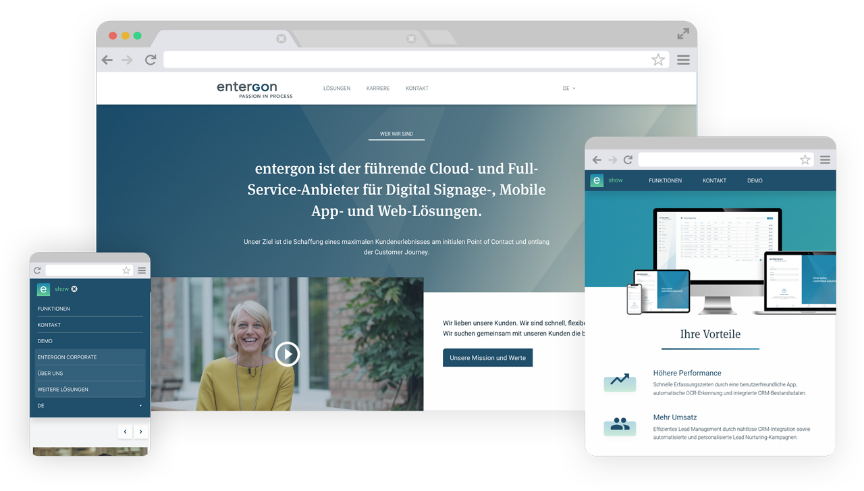 entergon
PASSION IN PROCESS
LÖSUNGEN
KARRIERE
KONTAKT
DE
WER WIR SIND
entergon ist der führende Cloud- und Full-
Service-Anbieter für Digital Signage-, Mobile
App- und Web-Lösungen.
Unser Ziel ist die Schaffung eines maximalen Kundenerlebnisses am initialen Point of Contact und entlang
der Customer Journey.
Wir lieben unsere Kunden. Wir sind schnell,
Wir suchen gemeinsam mit unseren Kunden die
Unsere Mission und Werte
e show
FUNKTIONEN
KONTAKT
DEMO
ENTERGON CORPORATE
ÜBER UNS
WEITERE LÖSUNGEN
DE
e show
FUNKTIONEN
KONTAKT
DEMO
Ihre Vorteile
Höhere Performance
Schnelle Erfassungszeiten durch eine benutzerfreundliche App,
automatische OCR-Erkennung und integrierte CRM-Bestandsdaten.
Mehr Umsatz
Effizientes Lead Management durch nahtlose CRM-Integration sowie
automatisierte und personalisierte Lead Nurturing-Kampagnen.